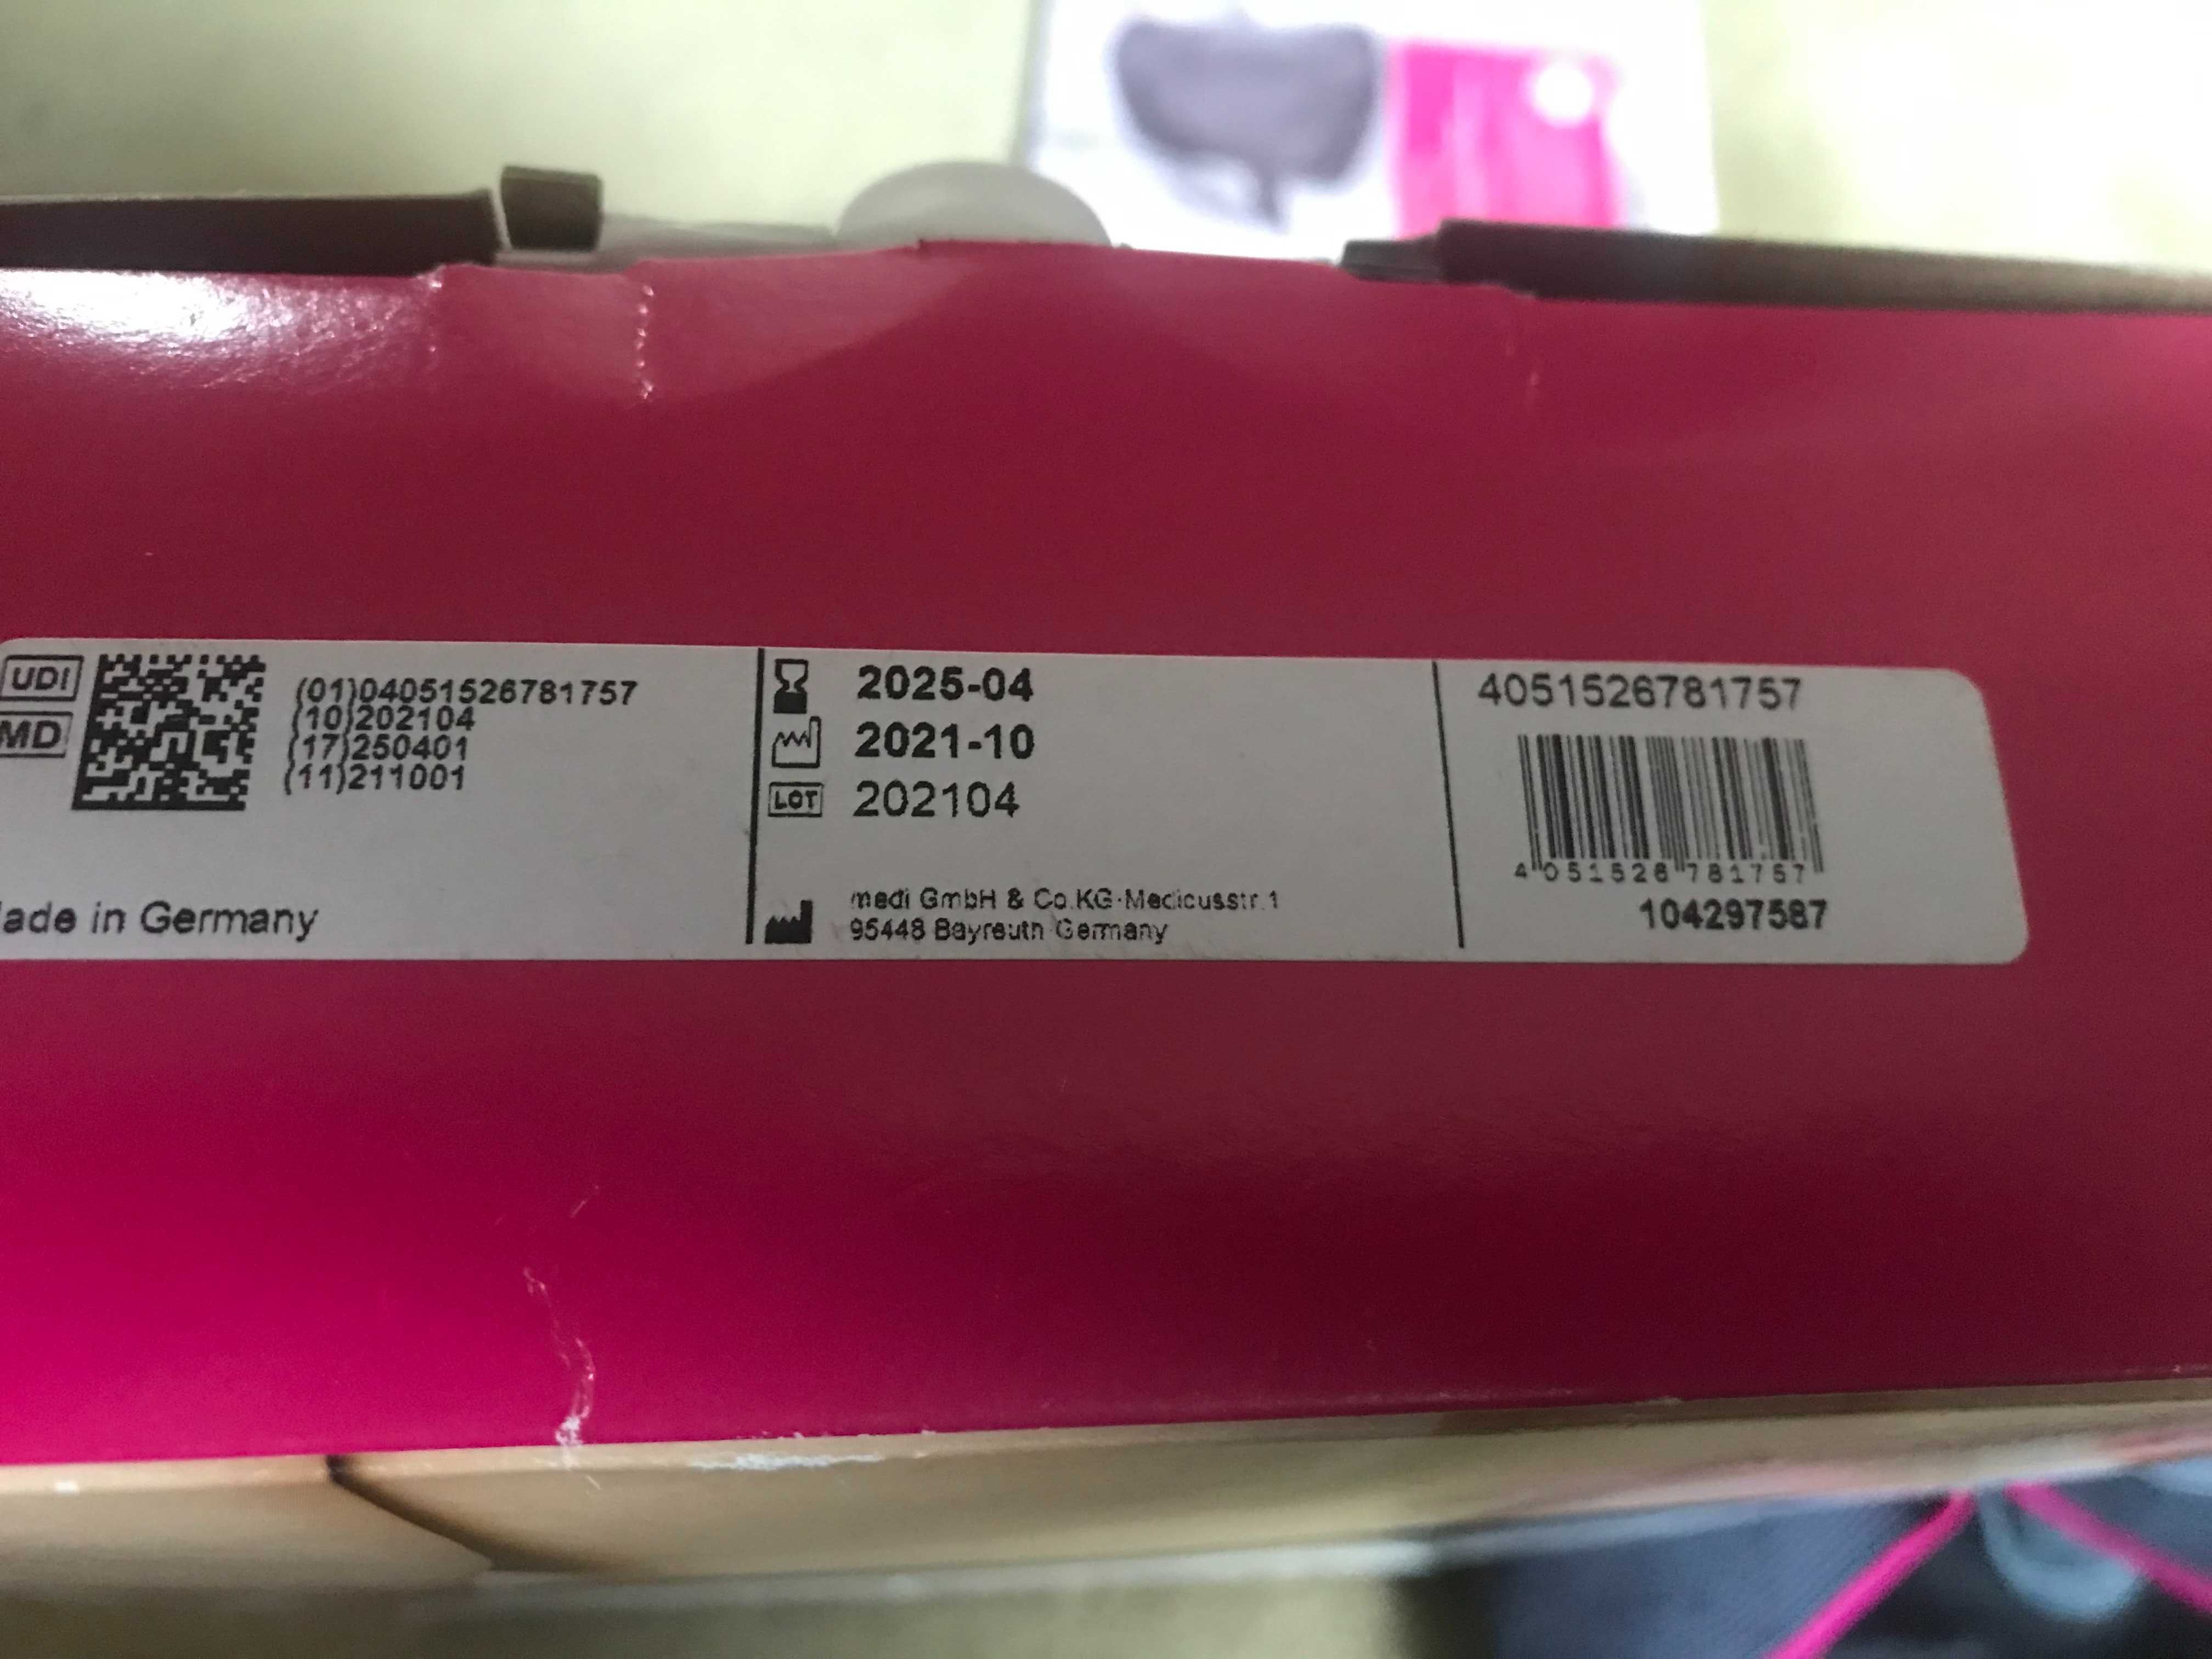 UDI
MD
(01)04051526781757
(10)202104
(17)250401
(11)211001
ade in Germany
2025-04
2021-10
LOT 202104
medi GmbH & Co.KG·Medicusstr.1
95448 Bayreuth Germany
4051526781757
4 051526 781757
104297587